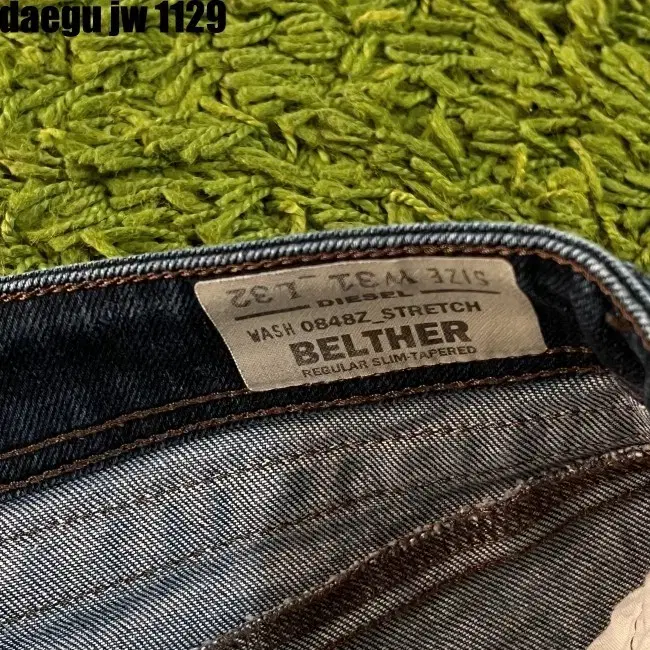 daegu jw 1129
SIZE W31 L32
DIESEL
WASH 0848Z_STRETCH
BELTHER
REGULAR SLIM-TAPERED